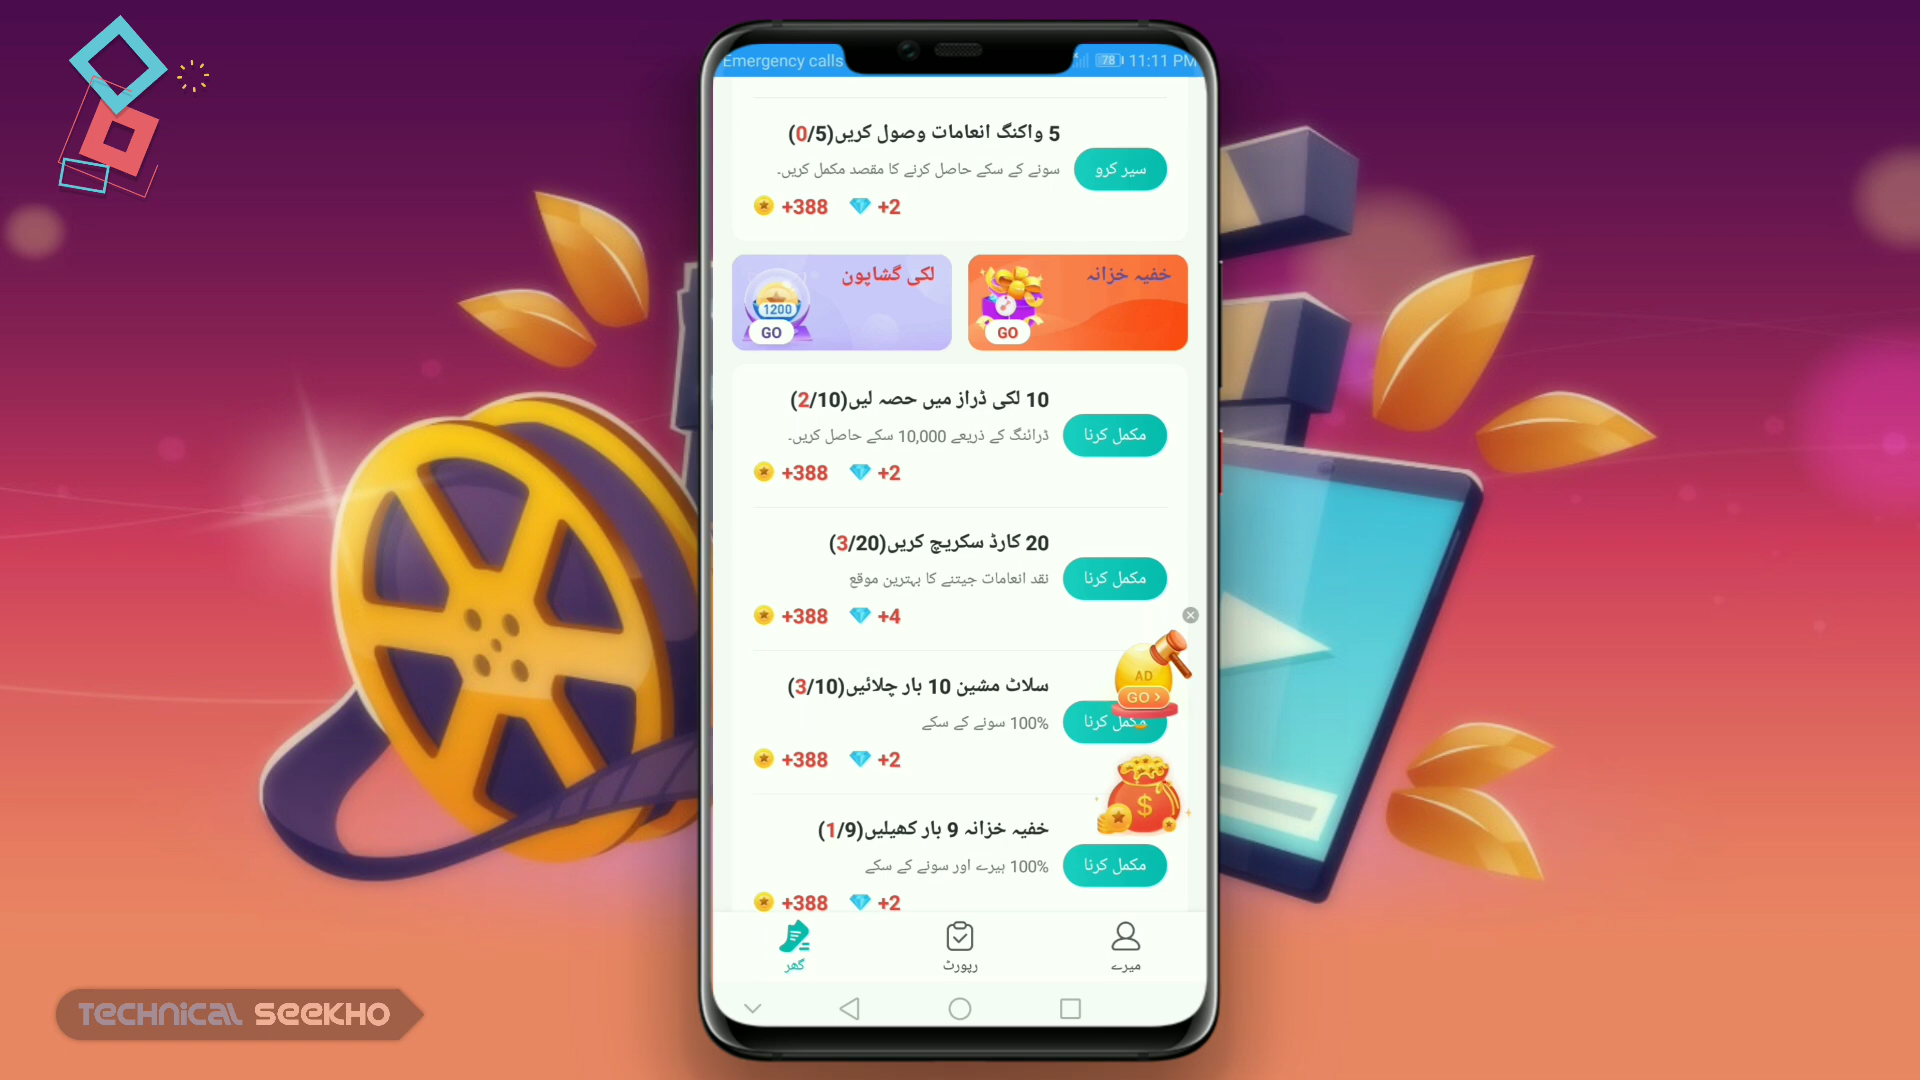 Emergency calls
78 11:11 PM
5 واکنگ انعامات وصول کریں(0/5)
سونے کے سکے حاصل کرنے کا مقصد مکمل کریں۔
سیر کرو
+388 +2
لکی گشاپون
1200
GO
خفیہ خزانہ
GO
10 لکی ڈراز میں حصہ لیں(2/10)
ڈرائنگ کے ذریعے 10,000 سکے حاصل کریں۔
مکمل کرنا
+388 +2
20 کارڈ سکریچ کریں(3/20)
نقد انعامات جیتنے کا بہترین موقع
مکمل کرنا
+388 +4
سلاٹ مشین 10 بار چلائیں(3/10)
100% سونے کے سکے
مکمل کرنا
AD
GO >
+388 +2
$
خفیہ خزانہ 9 بار کھیلیں(1/9)
100% ہیرے اور سونے کے سکے
مکمل کرنا
+388 +2
گھر
رپورٹ
میرے
TECHNICAL SEEKHO